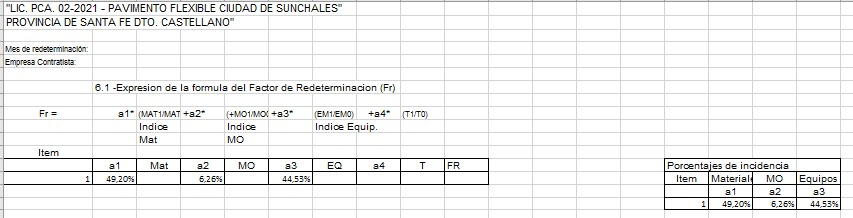 "LIC. PCA. 02-2021 - PAVIMENTO FLEXIBLE CIUDAD DE SUNCHALES"
PROVINCIA DE SANTA FE DTO. CASTELLANO"
Mes de redeterminación:
Empresa Contratista:
6.1 -Expresion de la formula del Factor de Redeterminacion (Fr)
Fr = a1* (MAT1/MAT +a2* (+MO1/MO( +a3* (EM1/EM0) +a4* (T1/T0)
Indice Indice Indice Equip.
Mat MO
Item
a1 Mat a2 MO a3 EQ a4 T FR
1 49,20% 6,26% 44,53%
Porcentajes de incidencia
Item Materiale MO Equipos
a1 a2 a3
1 49,20% 6,26% 44,53%